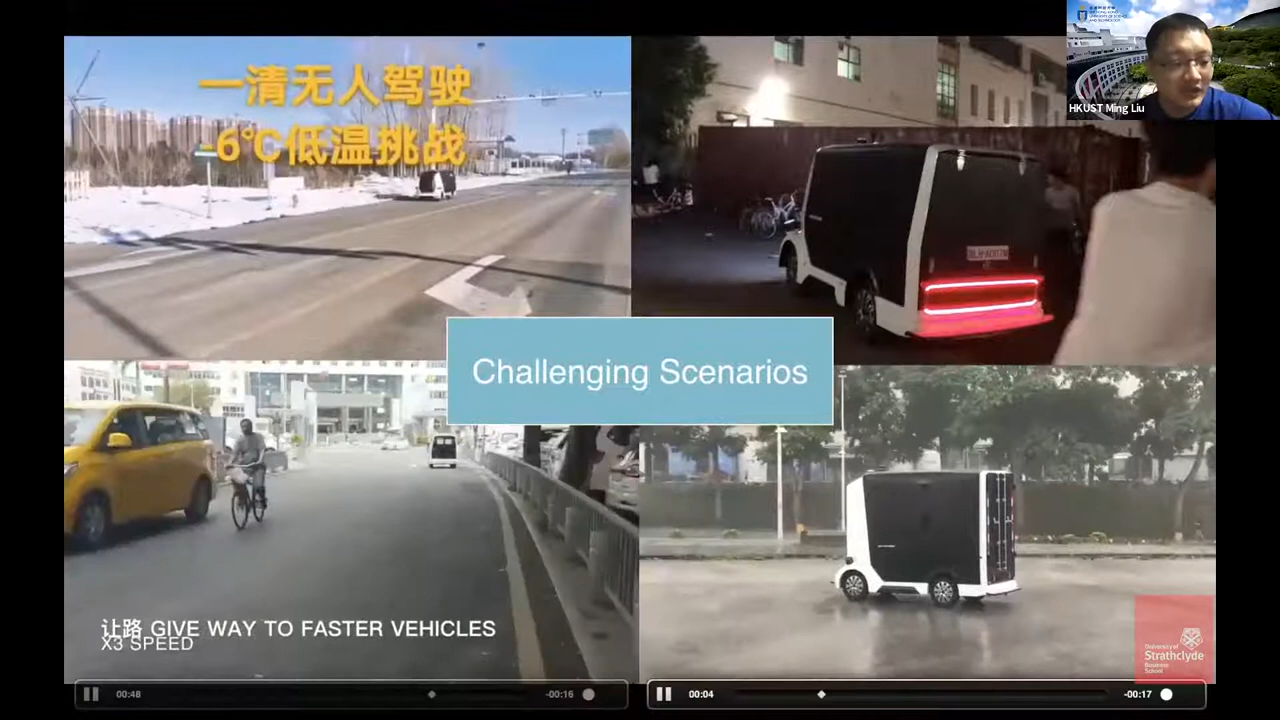 一清无人驾驶
-6℃低温挑战
HKUST Ming Liu
Challenging Scenarios
让路 GIVE WAY TO FASTER VEHICLES
X3 SPEED
University of
Strathclyde
Business
School
00:48
-00:16
00:04
-00:17